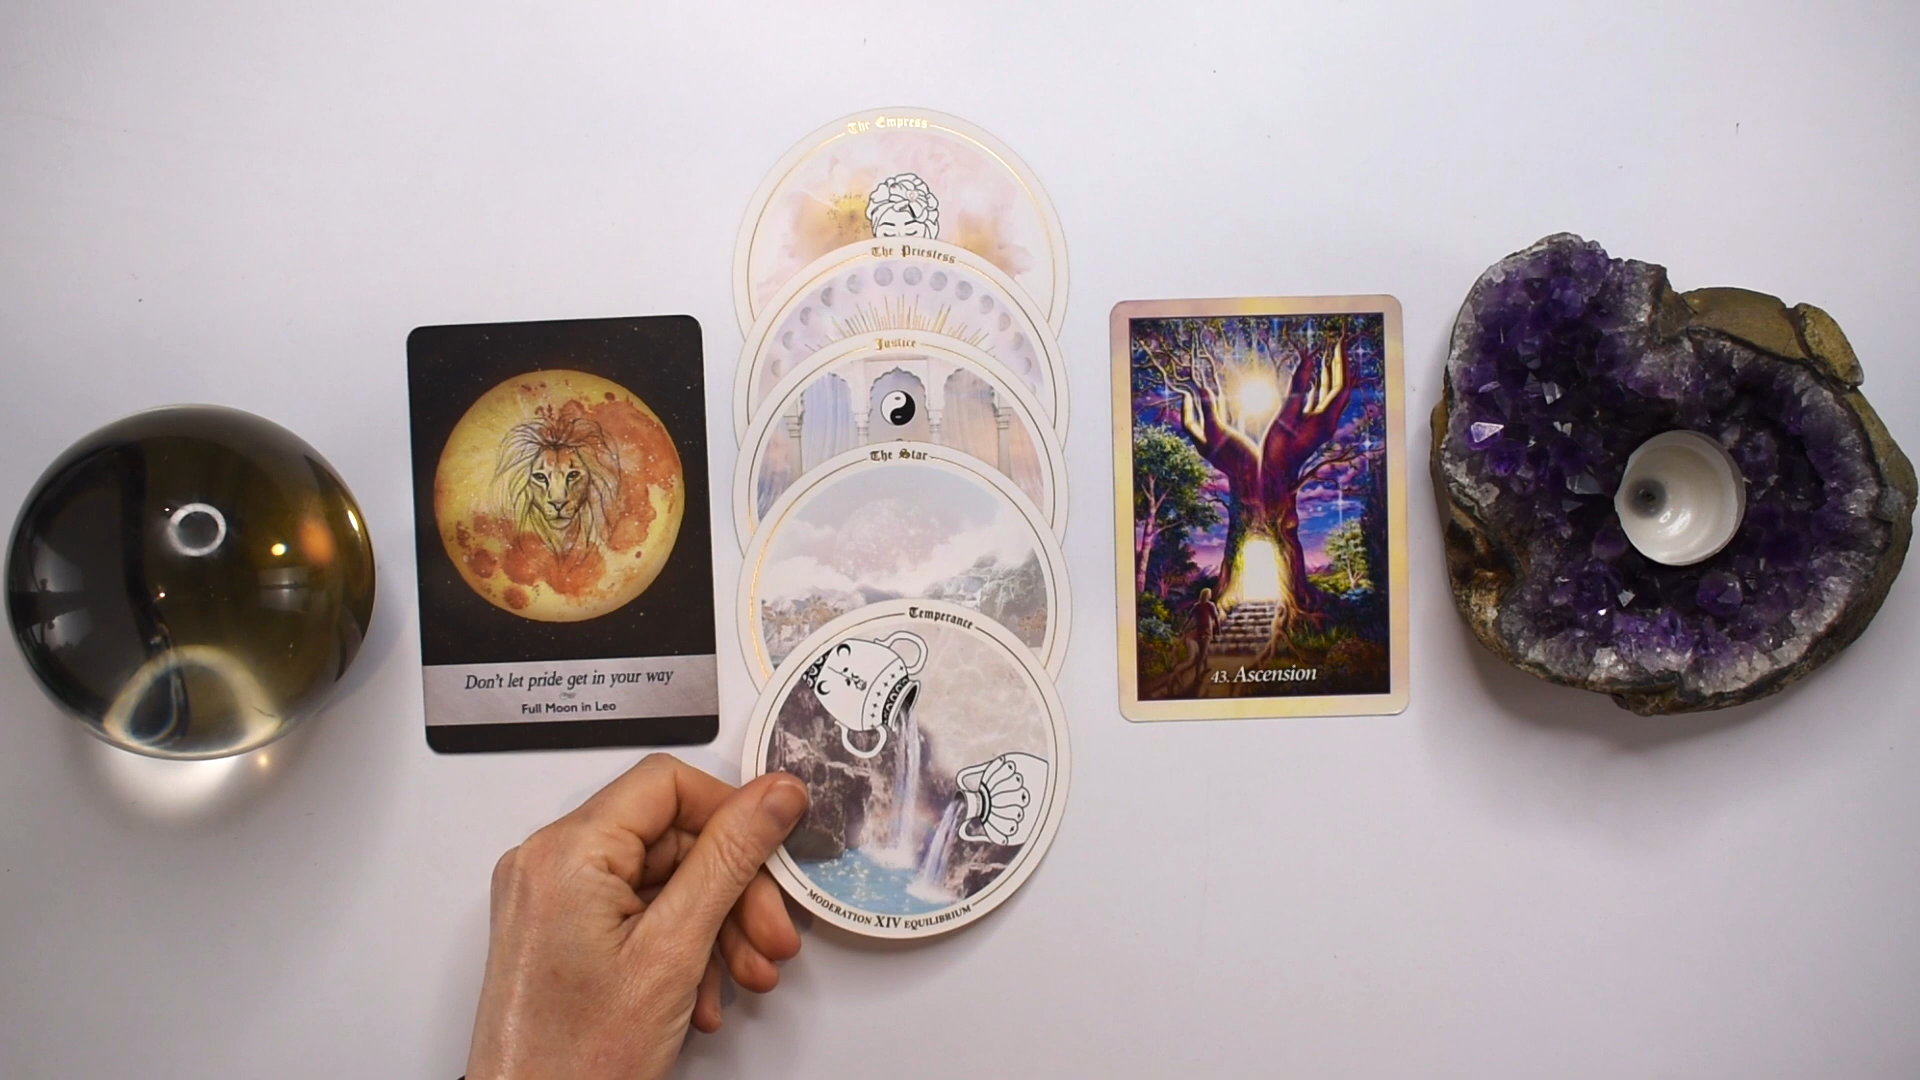 The Empress
The Priestess
Justice
The Star
Temperance
MODERATION XIV EQUILIBRIUM
Don't let pride get in your way
Full Moon in Leo
43. Ascension